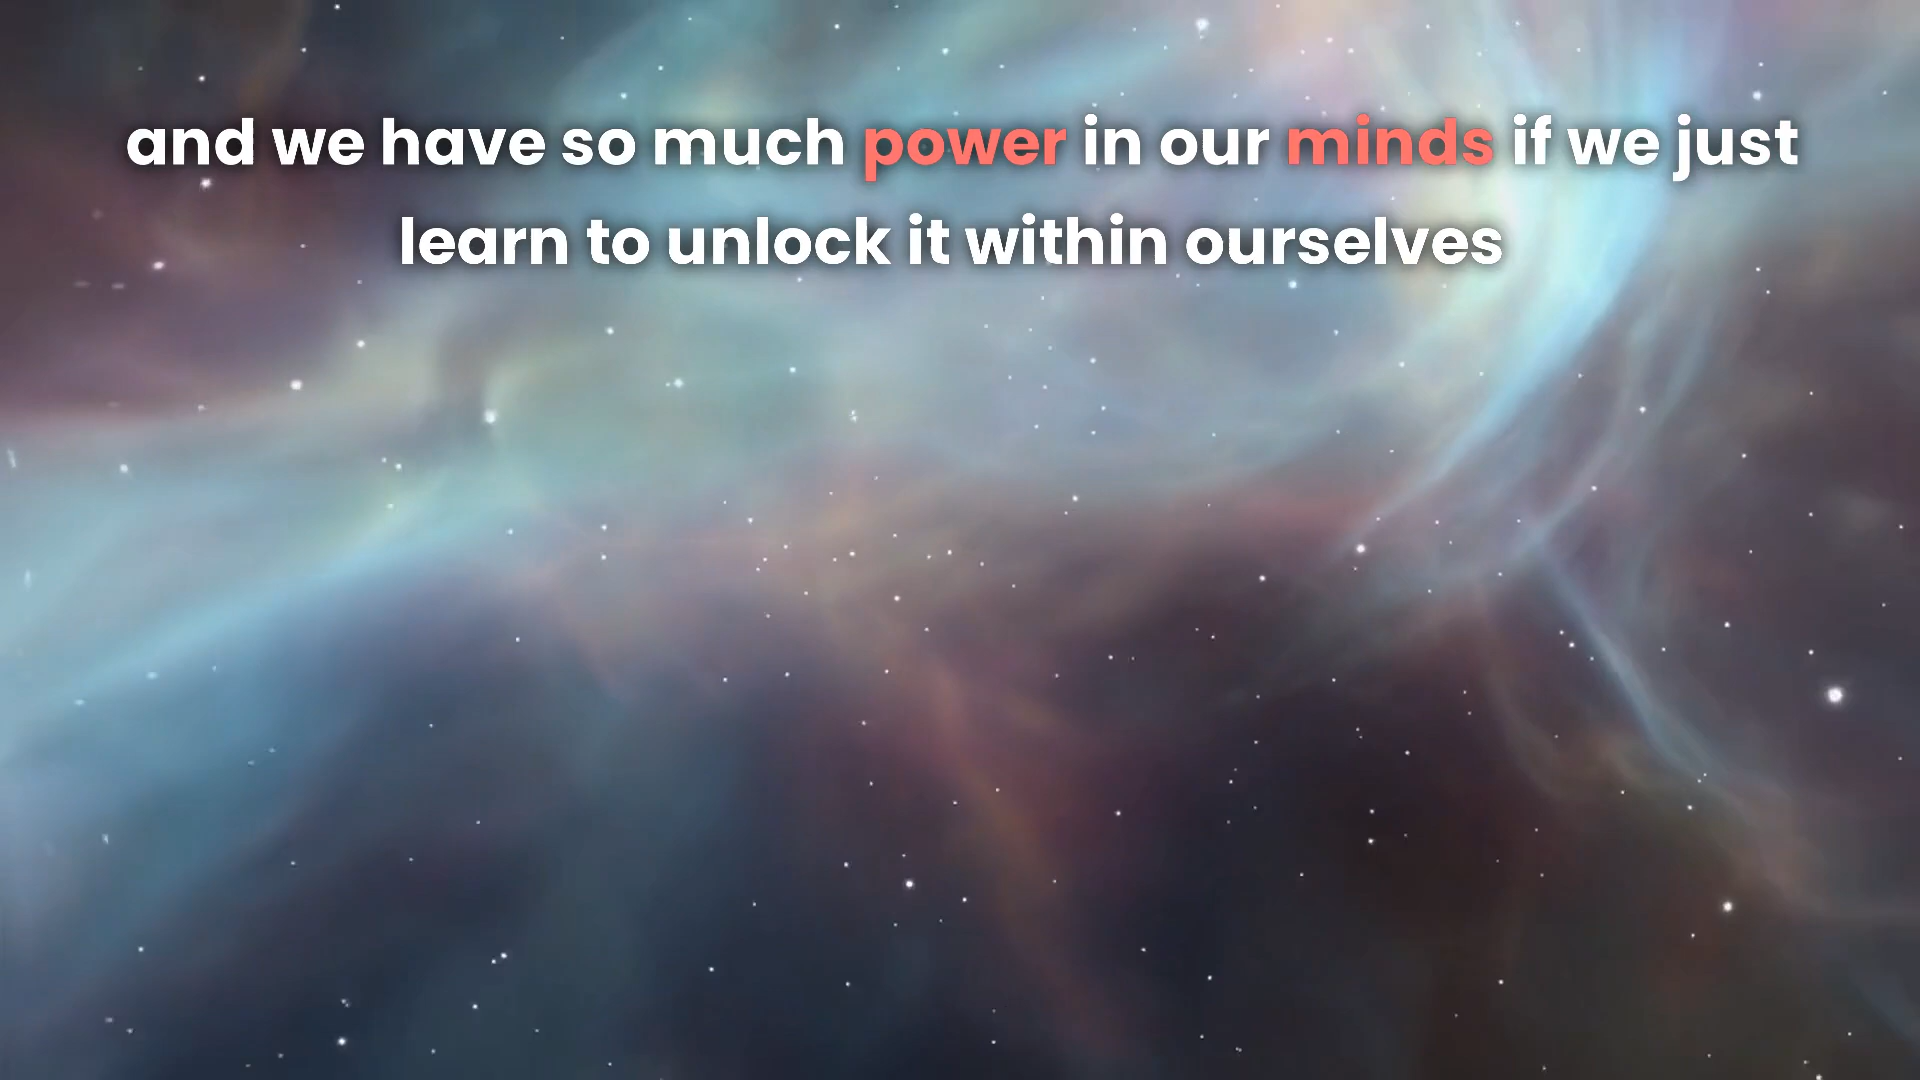 and we have so much power in our minds if we just
learn to unlock it within ourselves